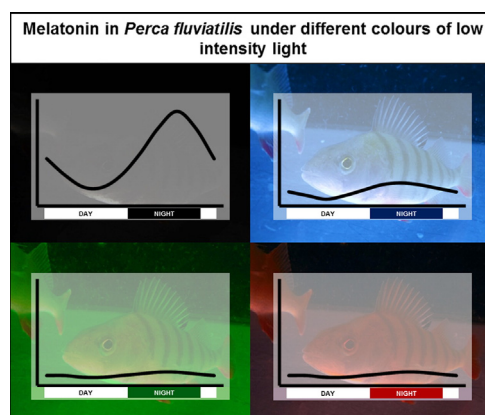 Melatonin in Perca fluviatilis under different colours of low
intensity light
DAY NIGHT
DAY NIGHT
DAY NIGHT
DAY NIGHT